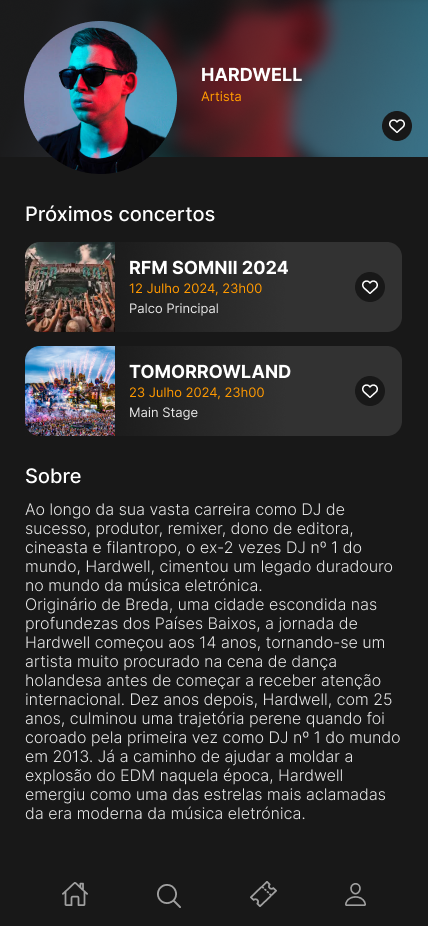 HARDWELL
Artista
Próximos concertos
RFM SOMNII 2024
12 Julho 2024, 23h00
Palco Principal
TOMORROWLAND
23 Julho 2024, 23h00
Main Stage
Sobre
Ao longo da sua vasta carreira como DJ de
sucesso, produtor, remixer, dono de editora,
cineasta e filantropo, o ex-2 vezes DJ nº 1 do
mundo, Hardwell, cimentou um legado duradouro
no mundo da música eletrónica.
Originário de Breda, uma cidade escondida nas
profundezas dos Países Baixos, a jornada de
Hardwell começou aos 14 anos, tornando-se um
artista muito procurado na cena de dança
holandesa antes de começar a receber atenção
internacional. Dez anos depois, Hardwell, com 25
anos, culminou uma trajetória perene quando foi
coroado pela primeira vez como DJ nº 1 do mundo
em 2013. Já a caminho de ajudar a moldar a
explosão do EDM naquela época, Hardwell
emergiu como uma das estrelas mais aclamadas
da era moderna da música eletrónica.